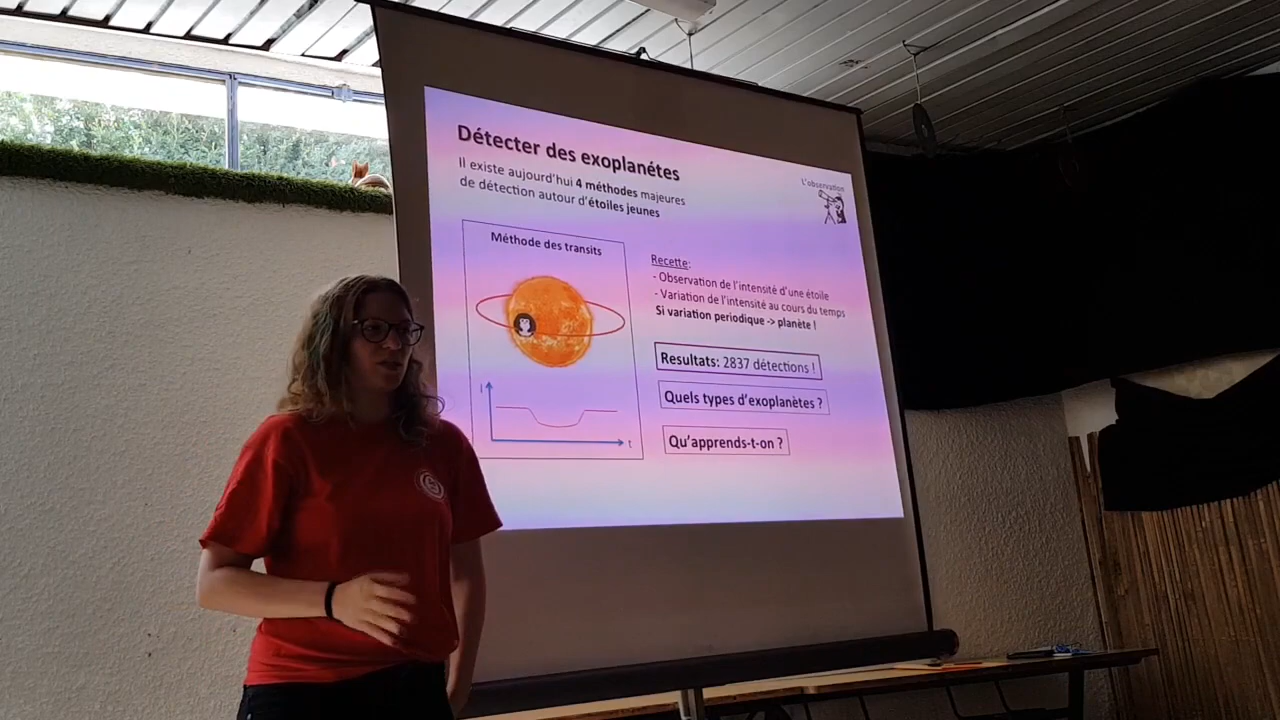 Détecter des exoplanétes
Il existe aujourd'hui 4 méthodes majeures
de détection autour d'étoiles jeunes
L'observation
Méthode des transits
I
t
Recette:
- Observation de l'intensité d'une étoile
- Variation de l'intensité au cours du temps
Si variation periodique -> planète !
Resultats: 2837 détections !
Quels types d'exoplanètes ?
Qu'apprends-t-on ?